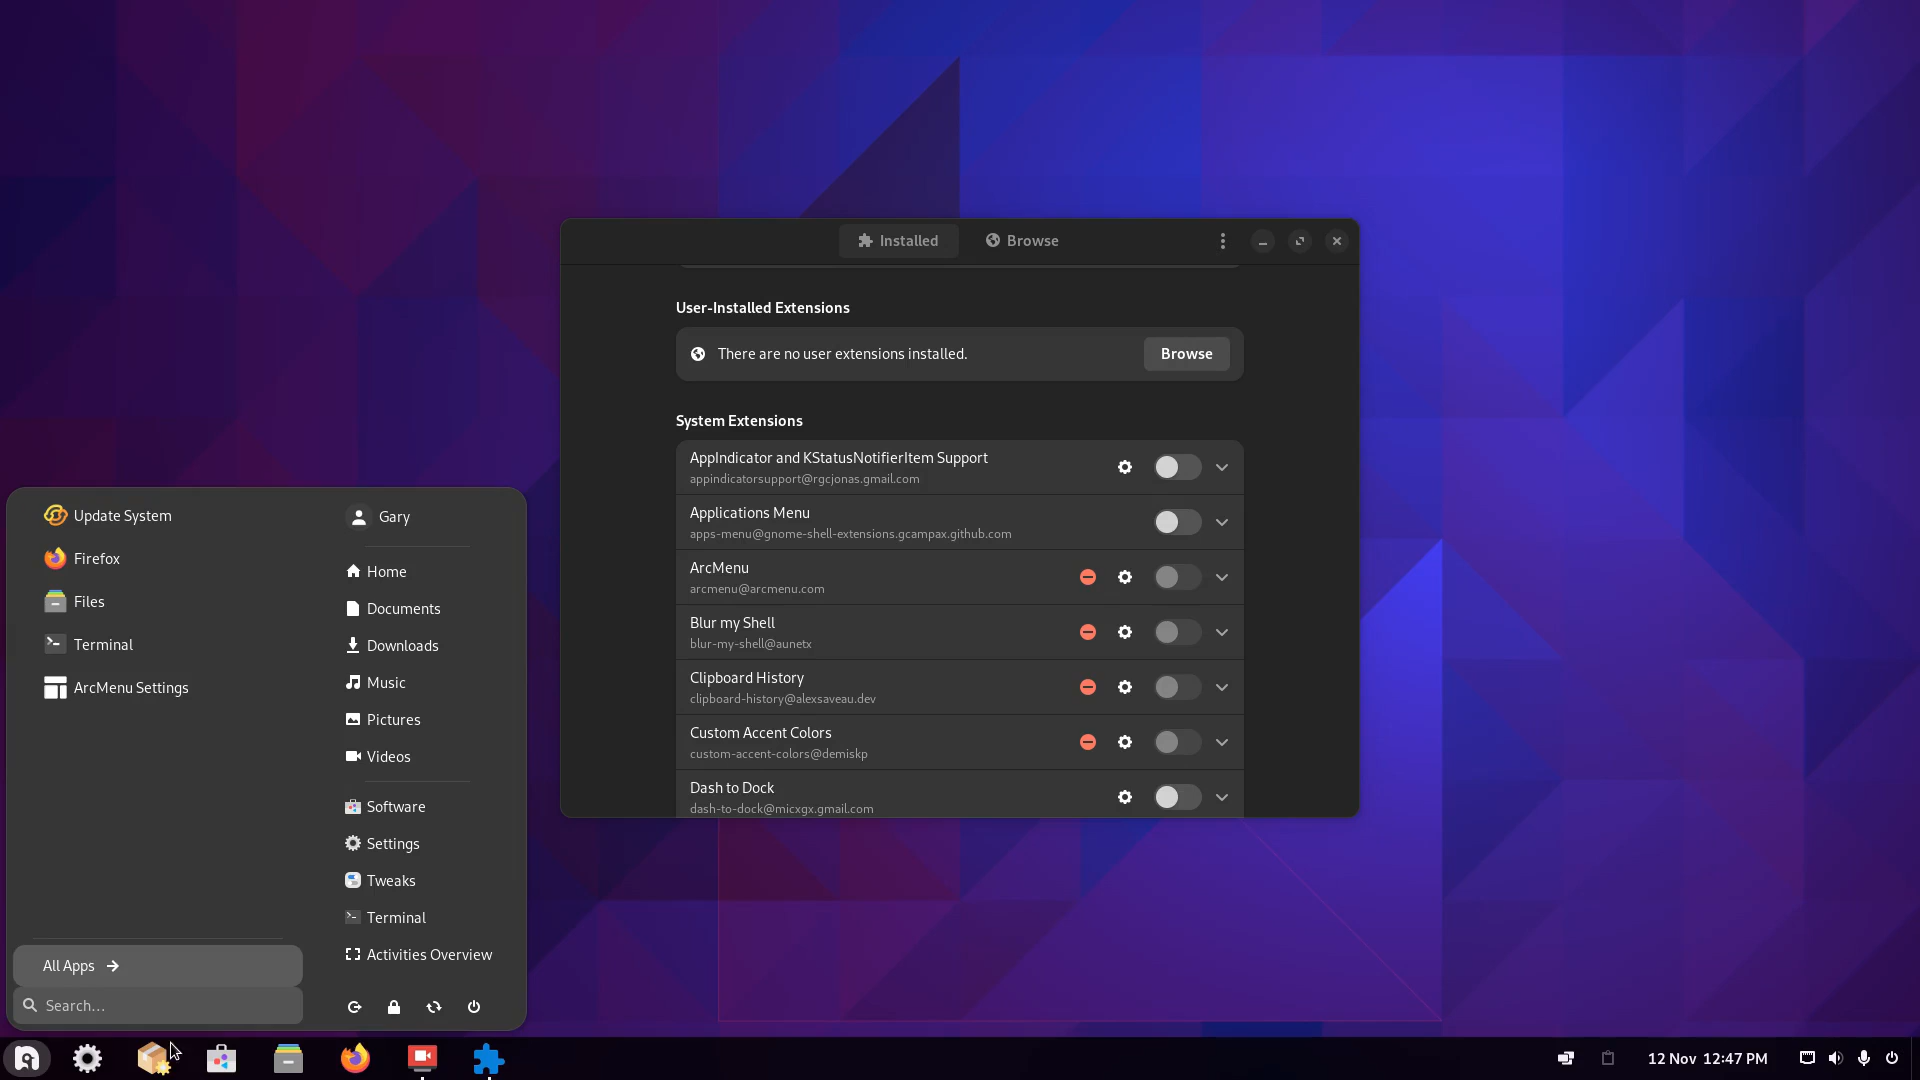 Installed
Browse
User-Installed Extensions
There are no user extensions installed.
Browse
System Extensions
AppIndicator and KStatusNotifierItem Support
appindicatorsupport@rgcjonas.gmail.com
Applications Menu
apps-menu@gnome-shell-extensions.gcampax.github.com
ArcMenu
arcmenu@arcmenu.com
Blur my Shell
blur-my-shell@aunetx
Clipboard History
clipboard-history@alexsaveau.dev
Custom Accent Colors
custom-accent-colors@demiskp
Dash to Dock
dash-to-dock@micxgx.gmail.com
Update System
Firefox
Files
Terminal
ArcMenu Settings
All Apps
Search...
Gary
Home
Documents
Downloads
Music
Pictures
Videos
Software
Settings
Tweaks
Terminal
Activities Overview
12 Nov 12:47 PM